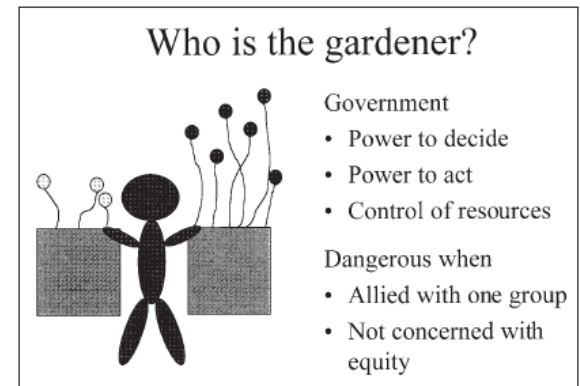 Who is the gardener?
Government
• Power to decide
• Power to act
• Control of resources
Dangerous when
• Allied with one group
• Not concerned with
equity